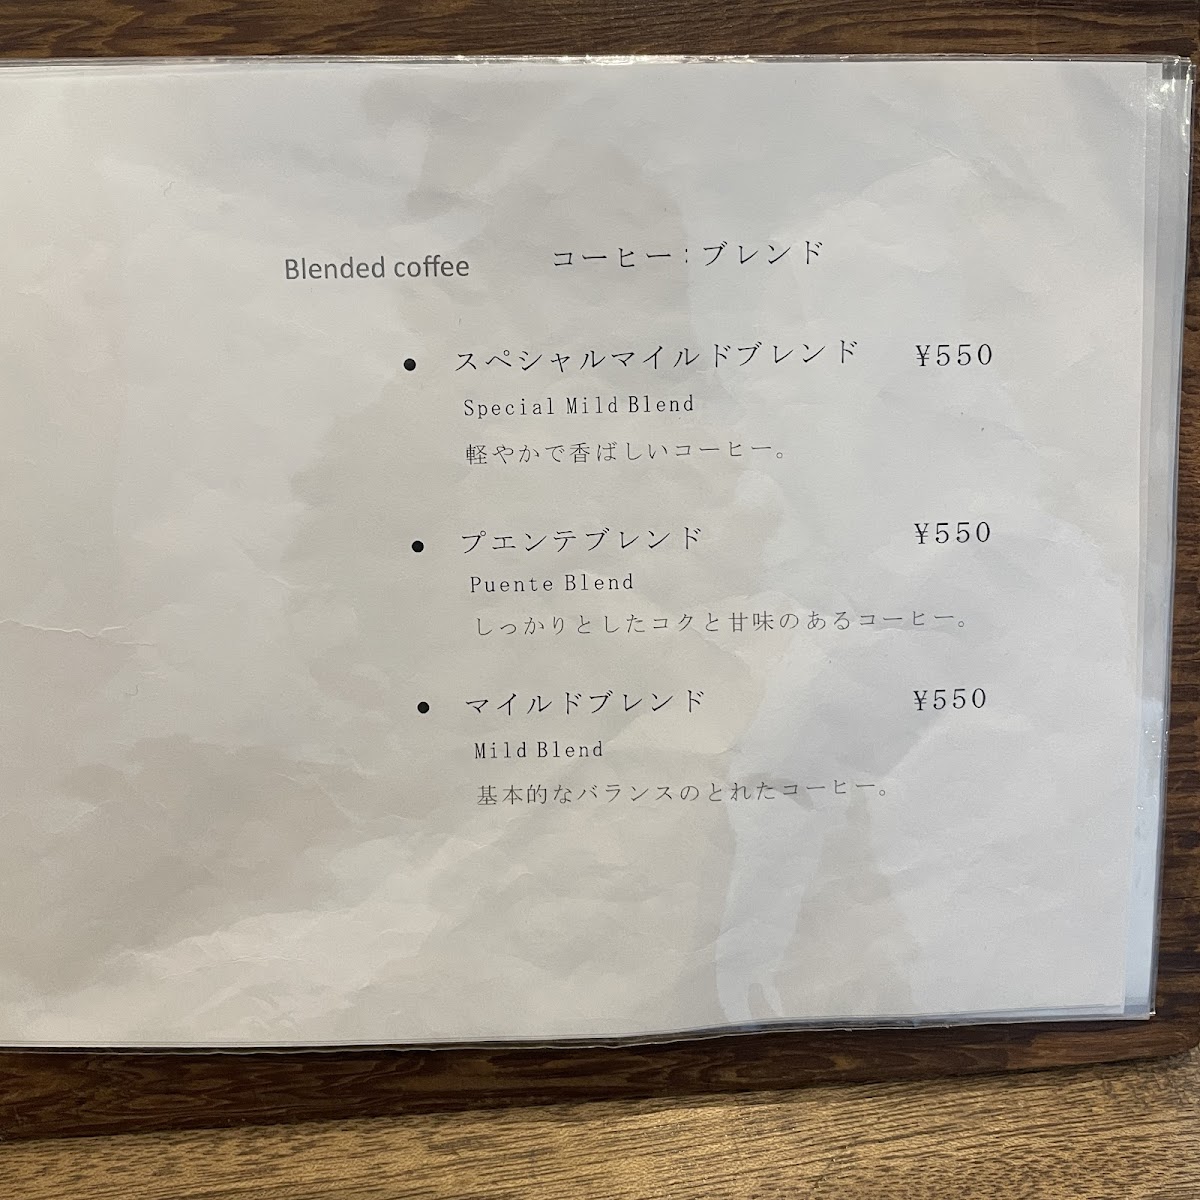 Blended coffee コーヒー：ブレンド
● スペシャルマイルドブレンド ¥550
Special Mild Blend
軽やかで香ばしいコーヒー。
● プエンテブレンド ¥550
Puente Blend
しっかりとしたコクと甘味のあるコーヒー。
● マイルドブレンド ¥550
Mild Blend
基本的なバランスのとれたコーヒー。